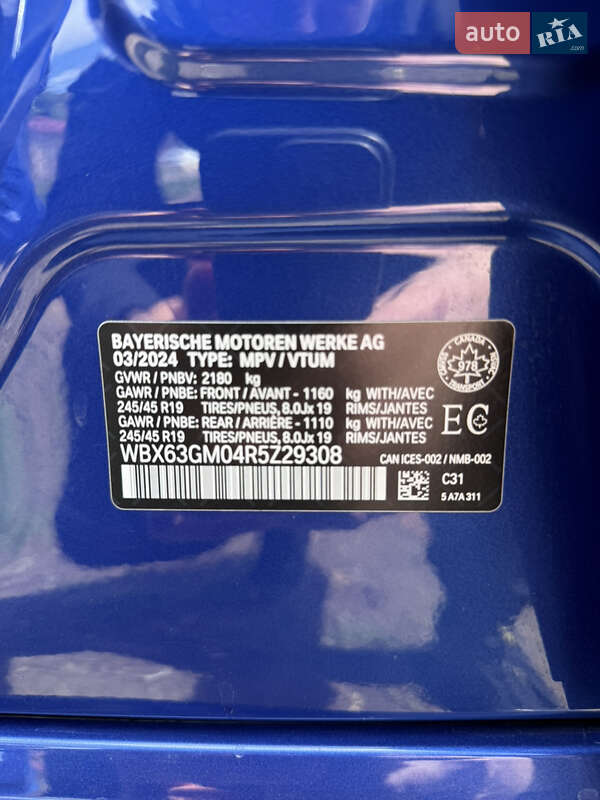 auto RIA .com
BAYERISCHE MOTOREN WERKE AG
03/2024 TYPE: MPV/VTUM
GVWR / PNBV: 2180 kg
GAWR / PNBE: FRONT / AVANT - 1160 kg WITH/AVEC
245/45 R19 TIRES/PNEUS, 8.0Jx19 RIMS/JANTES
GAWR / PNBE: REAR / ARRIÈRE - 1110 kg WITH/AVEC
245/45 R19 TIRES/PNEUS, 8.0Jx19 RIMS/JANTES
WBX63GM04R5Z29308
CANADA
978
TRANSPORT
EC
CAN ICES-002 / NMB-002
C31
5 A7A 311